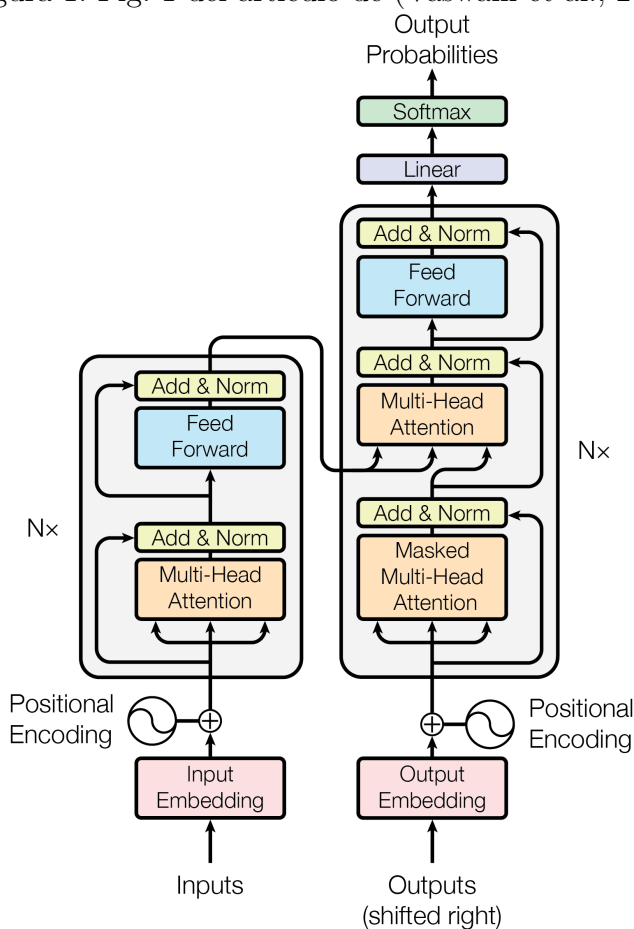 Output
Probabilities
Softmax
Linear
Add & Norm
Feed
Forward
Add & Norm
Multi-Head
Attention
Nx
Add & Norm
Masked
Multi-Head
Attention
Add & Norm
Feed
Forward
Nx
Add & Norm
Multi-Head
Attention
Positional
Encoding
Positional
Encoding
Input
Embedding
Output
Embedding
Inputs
Outputs
(shifted right)